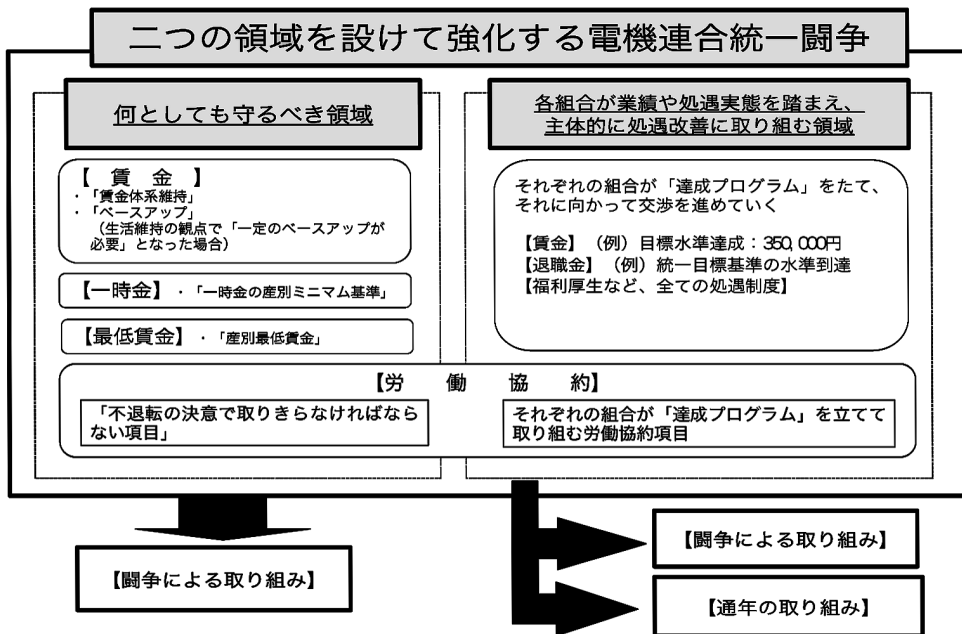 二つの領域を設けて強化する電機連合統一闘争
何としても守るべき領域
【 賃 金 】
・「賃金体系維持」
・「ベースアップ」
（生活維持の観点で「一定のベースアップが
必要」となった場合）
【一時金】 ・「一時金の産別ミニマム基準」
【最低賃金】 ・「産別最低賃金」
各組合が業績や処遇実態を踏まえ、
主体的に処遇改善に取り組む領域
それぞれの組合が「達成プログラム」をたて、
それに向かって交渉を進めていく
【賃金】（例）目標水準達成：350,000円
【退職金】（例）統一目標基準の水準到達
【福利厚生など、全ての処遇制度】
【労 働 協 約】
「不退転の決意で取りきらなければなら
ない項目」
それぞれの組合が「達成プログラム」を立てて
取り組む労働協約項目
【闘争による取り組み】
【闘争による取り組み】
【通年の取り組み】